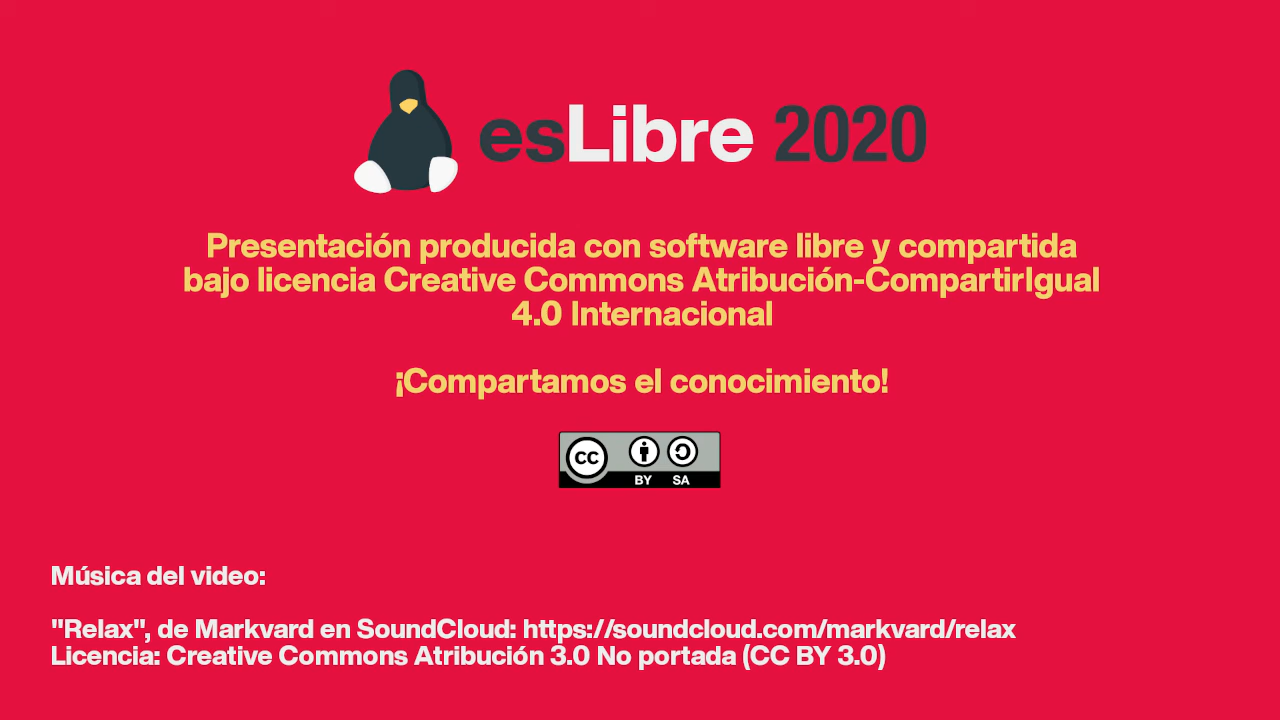 esLibre 2020
Presentación producida con software libre y compartida
bajo licencia Creative Commons Atribución-CompartirIgual
4.0 Internacional
¡Compartamos el conocimiento!
CC
BY SA
Música del video:
"Relax", de Markvard en SoundCloud: https://soundcloud.com/markvard/relax
Licencia: Creative Commons Atribución 3.0 No portada (CC BY 3.0)